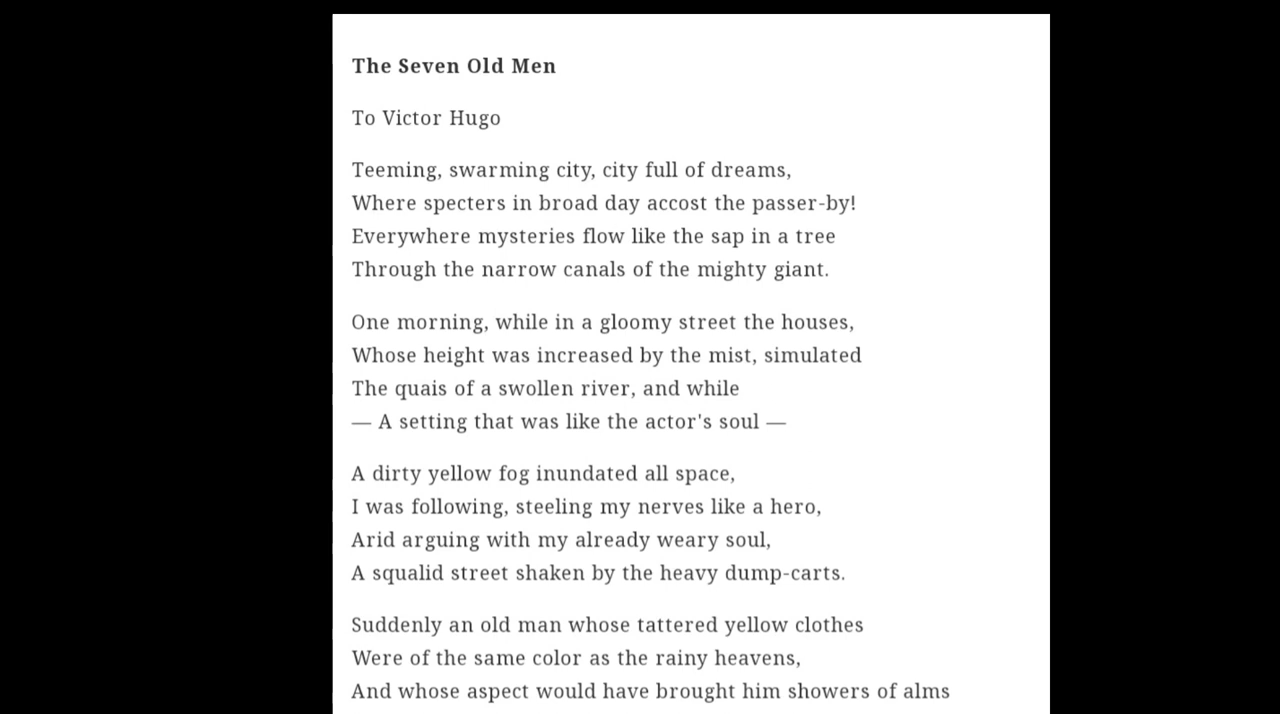 The Seven Old Men
To Victor Hugo
Teeming, swarming city, city full of dreams,
Where specters in broad day accost the passer-by!
Everywhere mysteries flow like the sap in a tree
Through the narrow canals of the mighty giant.
One morning, while in a gloomy street the houses,
Whose height was increased by the mist, simulated
The quais of a swollen river, and while
— A setting that was like the actor's soul —
A dirty yellow fog inundated all space,
I was following, steeling my nerves like a hero,
Arid arguing with my already weary soul,
A squalid street shaken by the heavy dump-carts.
Suddenly an old man whose tattered yellow clothes
Were of the same color as the rainy heavens,
And whose aspect would have brought him showers of alms